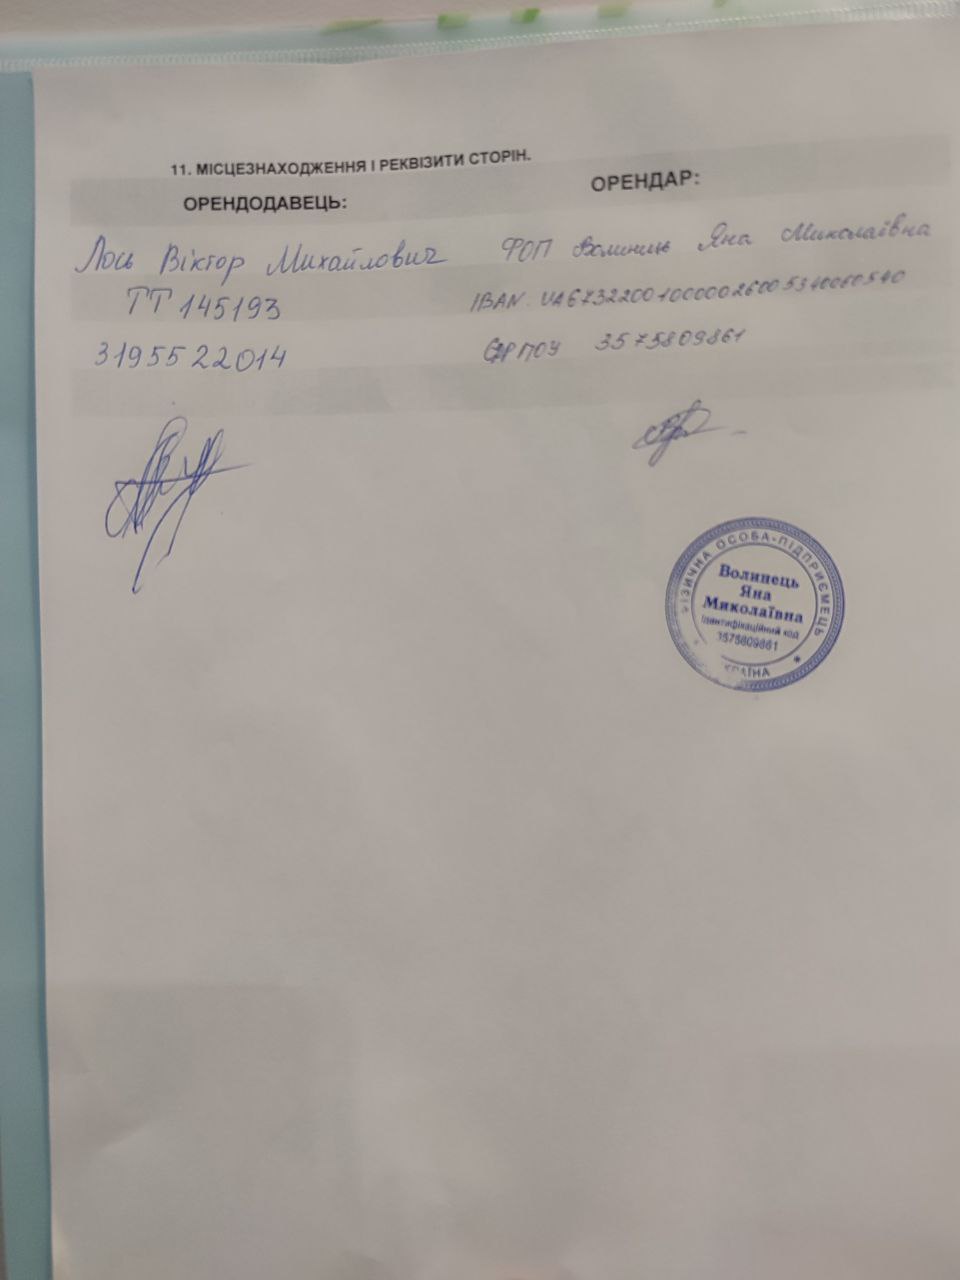 11. МІСЦЕЗНАХОДЖЕННЯ І РЕКВІЗИТИ СТОРІН.
ОРЕНДОДАВЕЦЬ:
Лось Віктор Михайлович
ТТ 145193
3195522014
ОРЕНДАР:
ФОП Волинець Яна Миколаївна
IBAN. UA673220010000026005340060540
ЄДРПОУ 3575809861
ФІЗИЧНА ОСОБА-ПІДПРИЄМЕЦЬ
Волинець
Яна
Миколаївна
Ідентифікаційний код
3575809861
УКРАЇНА